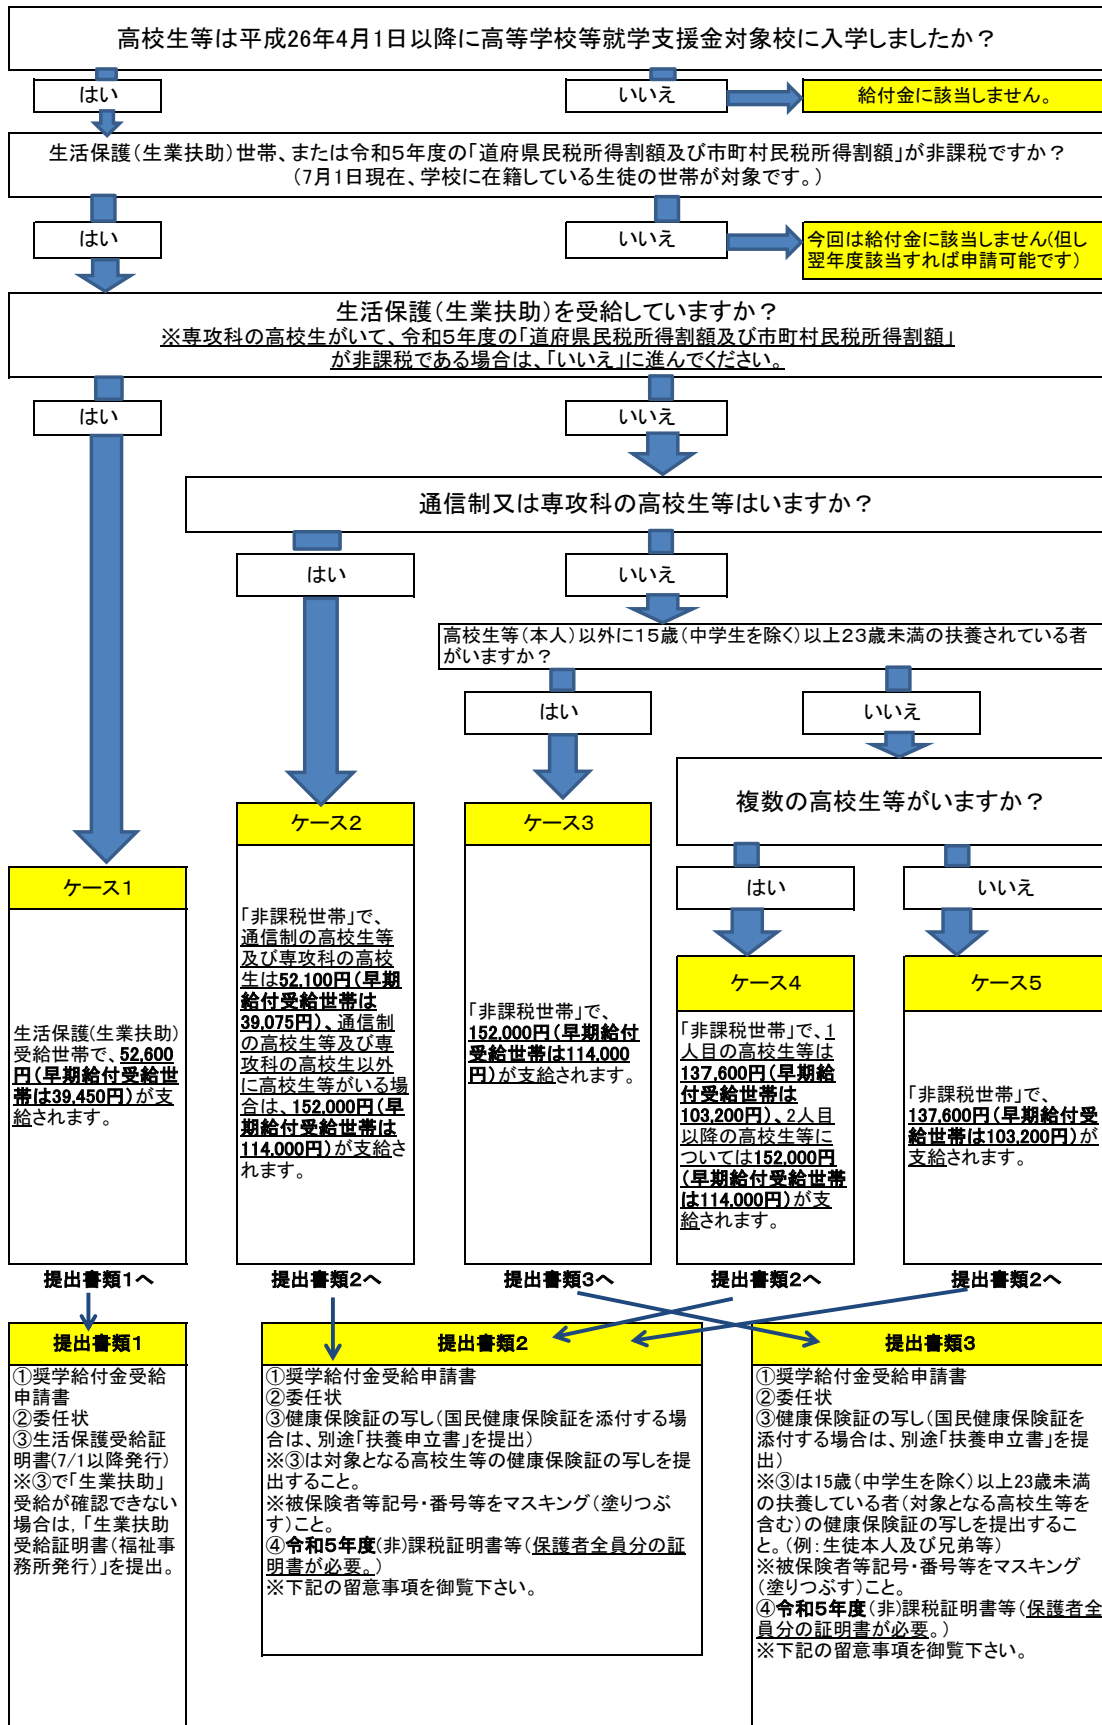 高校生等は平成26年4月1日以降に高等学校等就学支援金対象校に入学しましたか？
はい
いいえ
給付金に該当しません。
生活保護（生業扶助）世帯、または令和５年度の「道府県民税所得割額及び市町村民税所得割額」が非課税ですか？
（7月1日現在、学校に在籍している生徒の世帯が対象です。）
はい
いいえ
今回は給付金に該当しません(但し
翌年度該当すれば申請可能です）
生活保護（生業扶助）を受給していますか？
※専攻科の高校生がいて、令和５年度の「道府県民税所得割額及び市町村民税所得割額」
が非課税である場合は、「いいえ」に進んでください。
はい
いいえ
通信制又は専攻科の高校生等はいますか？
はい
いいえ
高校生等（本人）以外に１５歳（中学生を除く）以上２３歳未満の扶養されている者
がいますか？
はい
いいえ
複数の高校生等がいますか？
はい
いいえ
ケース１
生活保護(生業扶助）
受給世帯で、52,600
円（早期給付受給世
帯は39,450円）が支
給されます。
提出書類１へ
ケース２
「非課税世帯」で、
通信制の高校生等
及び専攻科の高校
生は52,100円（早期
給付受給世帯は
39,075円）、通信制
の高校生等及び専
攻科の高校生以外
に高校生等がいる場
合は、152,000円（早
期給付受給世帯は
114,000円）が支給さ
れます。
提出書類２へ
ケース３
「非課税世帯」で、
152,000円（早期給付
受給世帯は114,000
円）が支給されます。
提出書類３へ
ケース４
「非課税世帯」で、1
人目の高校生等は
137,600円（早期給
付受給世帯は
103,200円）、2人目
以降の高校生等に
ついては152,000円
（早期給付受給世帯
は114,000円）が支
給されます。
提出書類２へ
ケース５
「非課税世帯」で、
137,600円（早期給付受
給世帯は103,200円）が
支給されます。
提出書類２へ
提出書類１
①奨学給付金受給
申請書
②委任状
③生活保護受給証
明書(7/1以降発行）
※③で「生業扶助」
受給が確認できない
場合は，「生業扶助
受給証明書（福祉事
務所発行）」を提出。
提出書類２
①奨学給付金受給申請書
②委任状
③健康保険証の写し（国民健康保険証を添付する場
合は、別途「扶養申立書」を提出）
※③は対象となる高校生等の健康保険証の写しを提
出すること。
※被保険者等記号・番号等をマスキング（塗りつぶ
す）こと。
④令和５年度(非)課税証明書等（保護者全員分の証
明書が必要。）
※下記の留意事項を御覧下さい。
提出書類３
①奨学給付金受給申請書
②委任状
③健康保険証の写し（国民健康保険証を
添付する場合は、別途「扶養申立書」を提
出）
※③は15歳（中学生を除く）以上23歳未満
の扶養している者（対象となる高校生等を
含む）の健康保険証の写しを提出するこ
と。（例：生徒本人及び兄弟等）
※被保険者等記号・番号等をマスキング
（塗りつぶす）こと。
④令和５年度(非)課税証明書等（保護者全
員分の証明書が必要。）
※下記の留意事項を御覧下さい。